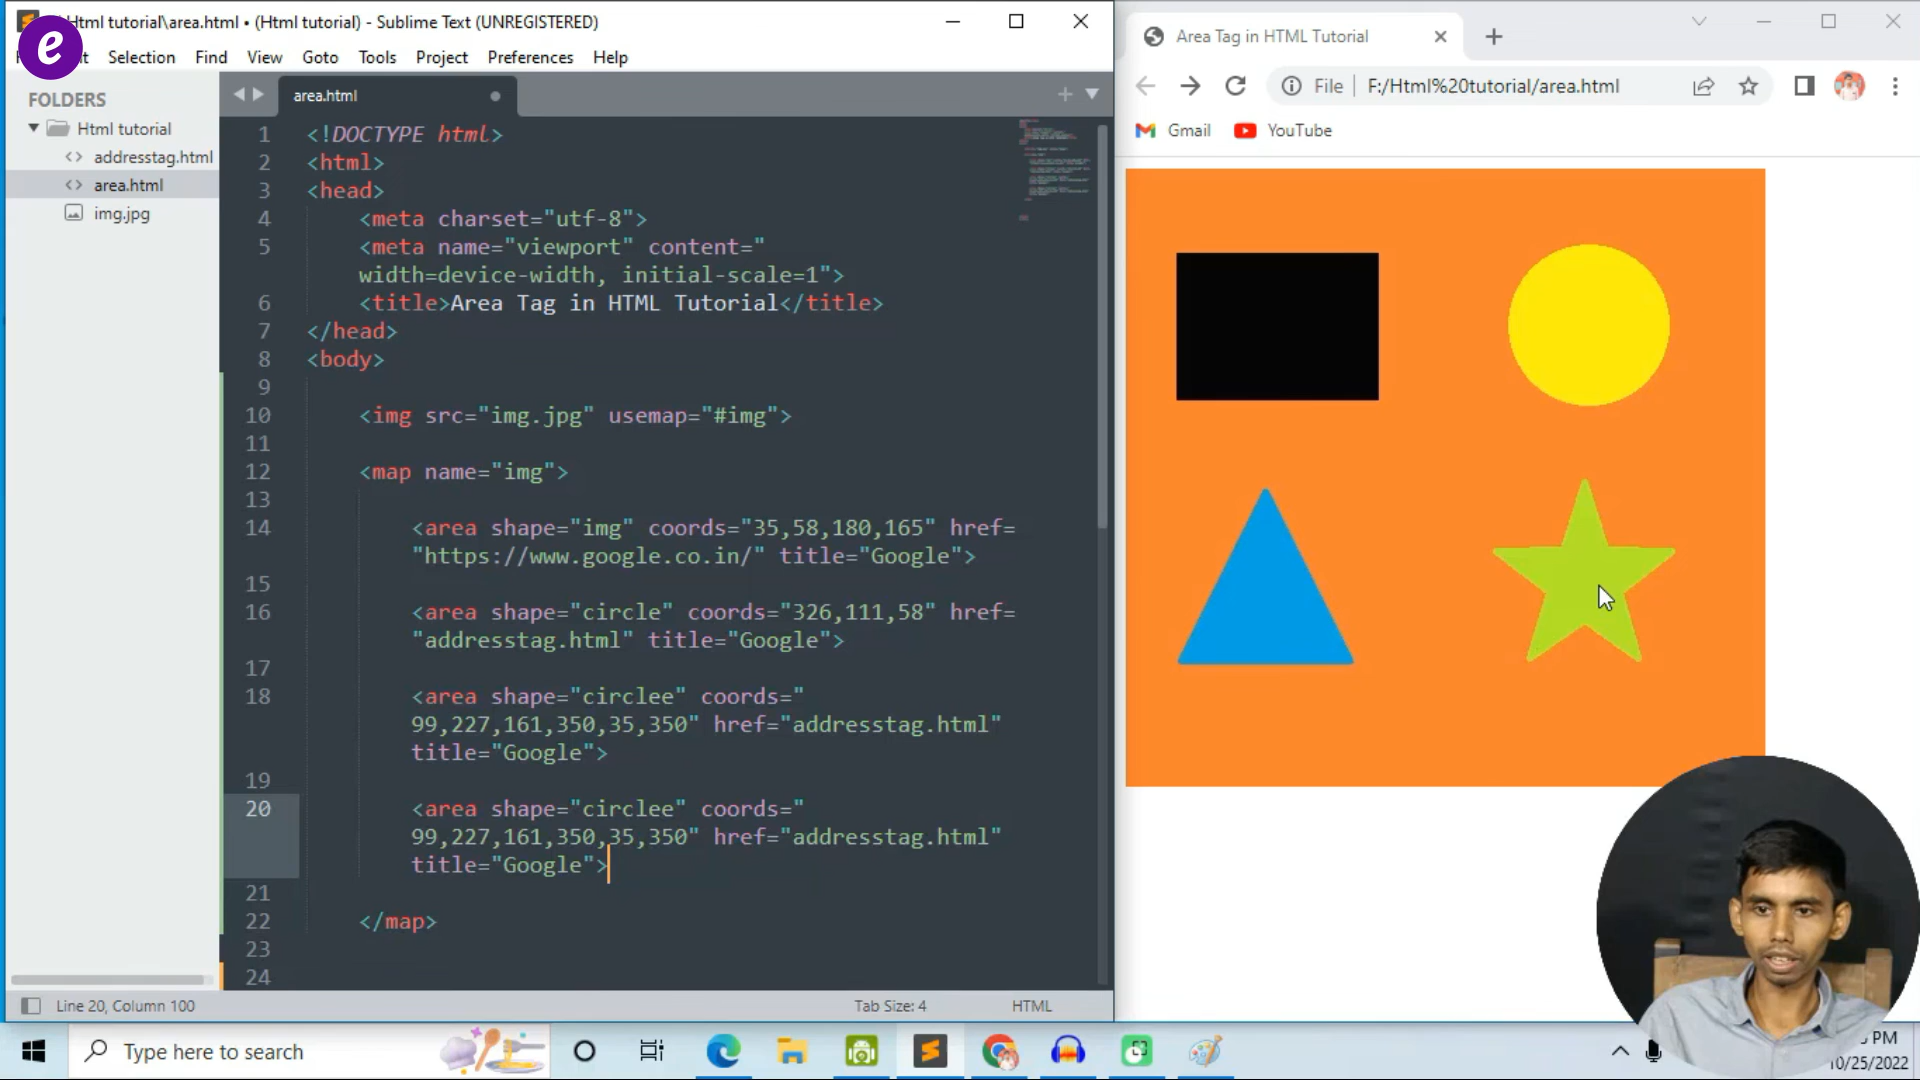 e
Html tutorial\area.html • (Html tutorial) - Sublime Text (UNREGISTERED)
Selection Find View Goto Tools Project Preferences Help
FOLDERS
Html tutorial
addresstag.html
area.html
img.jpg
area.html
1 <!DOCTYPE html>
2 <html>
3 <head>
4 <meta charset="utf-8">
5 <meta name="viewport" content="
width=device-width, initial-scale=1">
6 <title>Area Tag in HTML Tutorial</title>
7 </head>
8 <body>
9
10 <img src="img.jpg" usemap="#img">
11
12 <map name="img">
13
14 <area shape="img" coords="35,58,180,165" href=
"https://www.google.co.in/" title="Google">
15
16 <area shape="circle" coords="326,111,58" href=
"addresstag.html" title="Google">
17
18 <area shape="circlee" coords="
99,227,161,350,35,350" href="addresstag.html"
title="Google">
19
20 <area shape="circlee" coords="
99,227,161,350,35,350" href="addresstag.html"
title="Google">
21
22 </map>
23
24
Line 20, Column 100
Tab Size: 4
HTML
Area Tag in HTML Tutorial
File F:/Html%20tutorial/area.html
Gmail YouTube
Type here to search
PM
10/25/2022